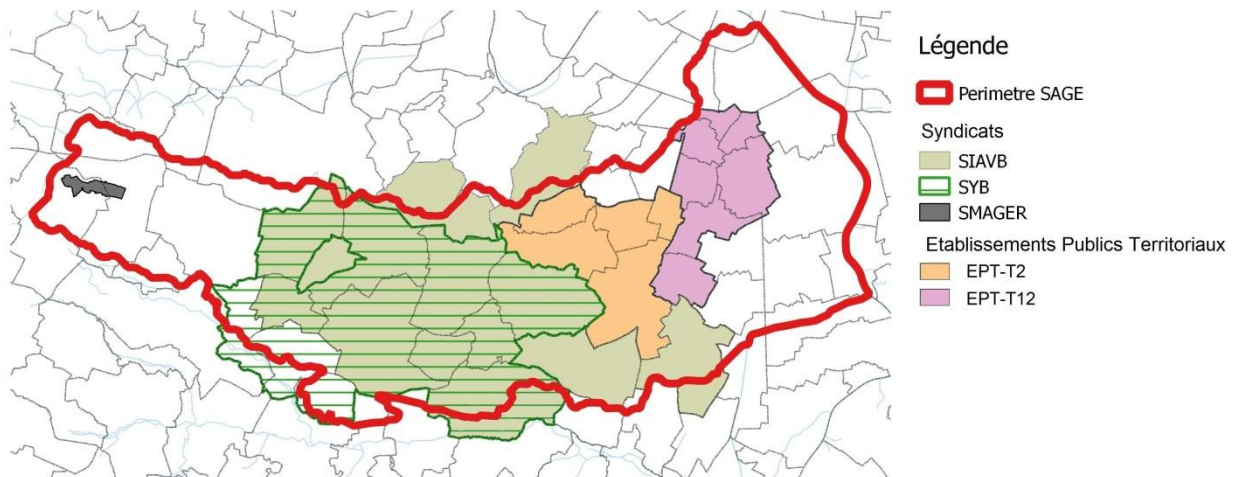 Légende
Perimetre SAGE
Syndicats
SIAVB
SYB
SMAGER
Etablissements Publics Territoriaux
EPT-T2
EPT-T12